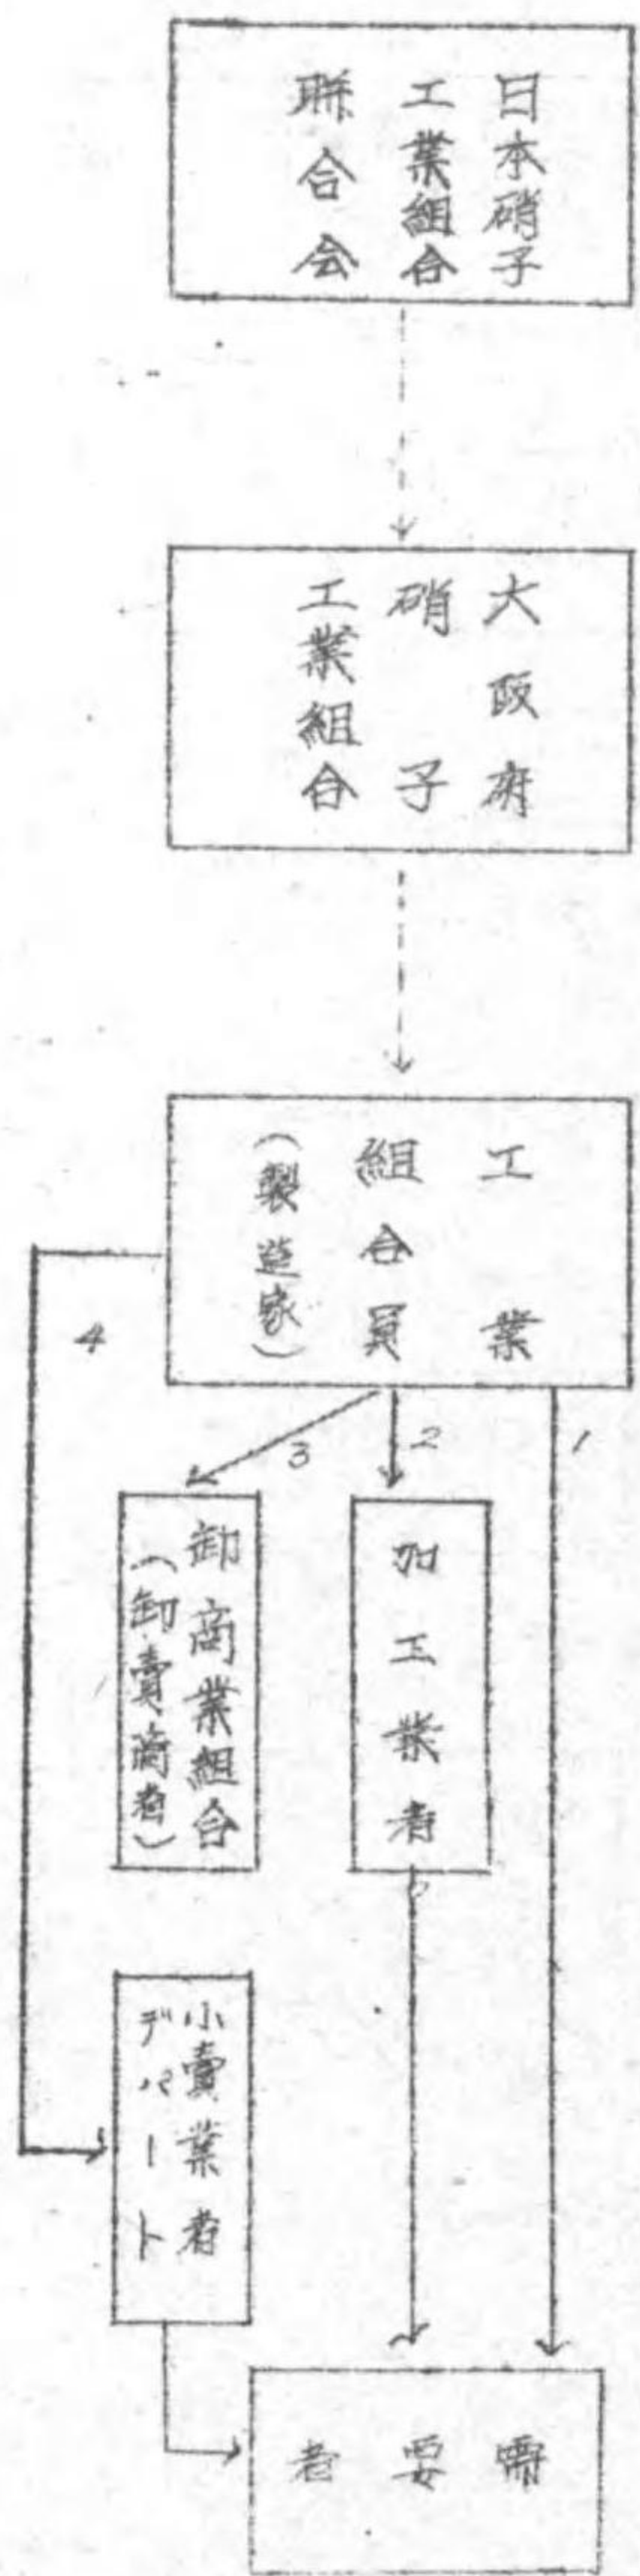 日本硝子
工業組合
聯合会
大阪府
硝子
工業組合
工業
組合員
(製造家)
1
2
3
4
加工業者
卸商業組合
(卸賣商者)
小賣業者
デパート
需要者